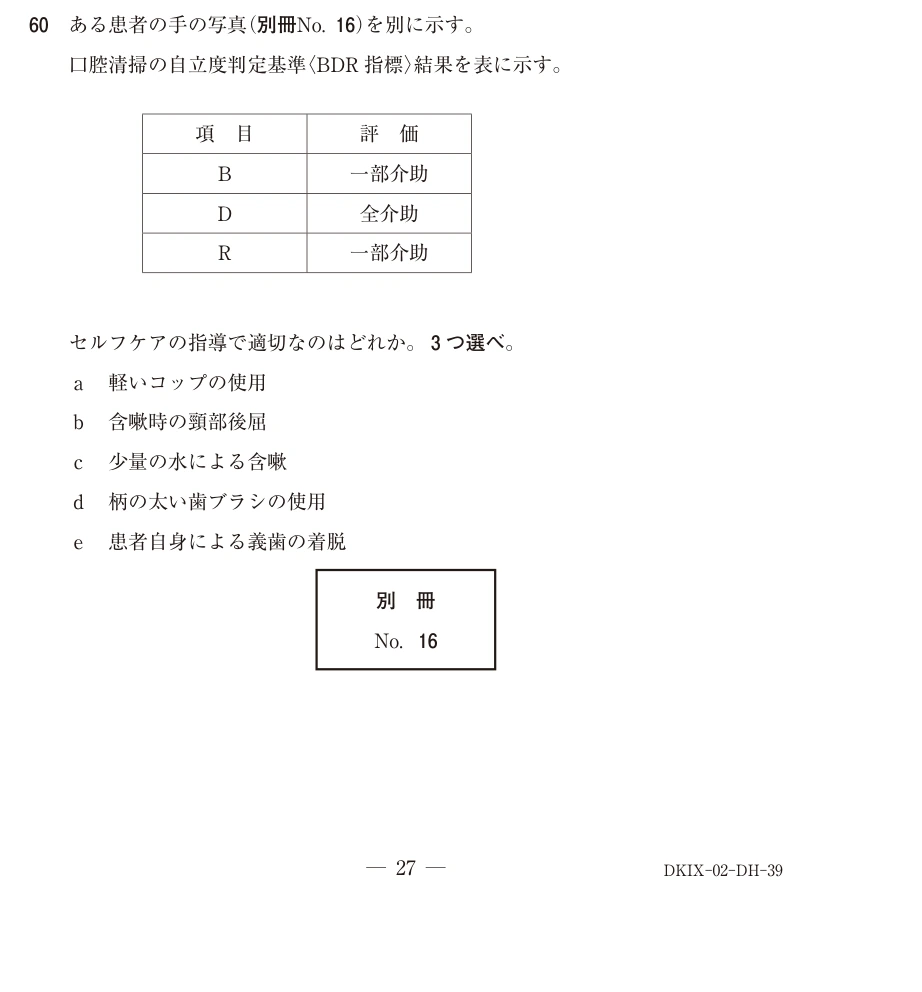 60 ある患者の手の写真(別冊No. 16)を別に示す。
口腔清掃の自立度判定基準〈BDR 指標〉結果を表に示す。
項 目 評 価
B 一部介助
D 全介助
R 一部介助
セルフケアの指導で適切なのはどれか。3つ選べ。
a 軽いコップの使用
b 含嗽時の頸部後屈
c 少量の水による含嗽
d 柄の太い歯ブラシの使用
e 患者自身による義歯の着脱
別 冊
No. 16
— 27 —
DKIX-02-DH-39